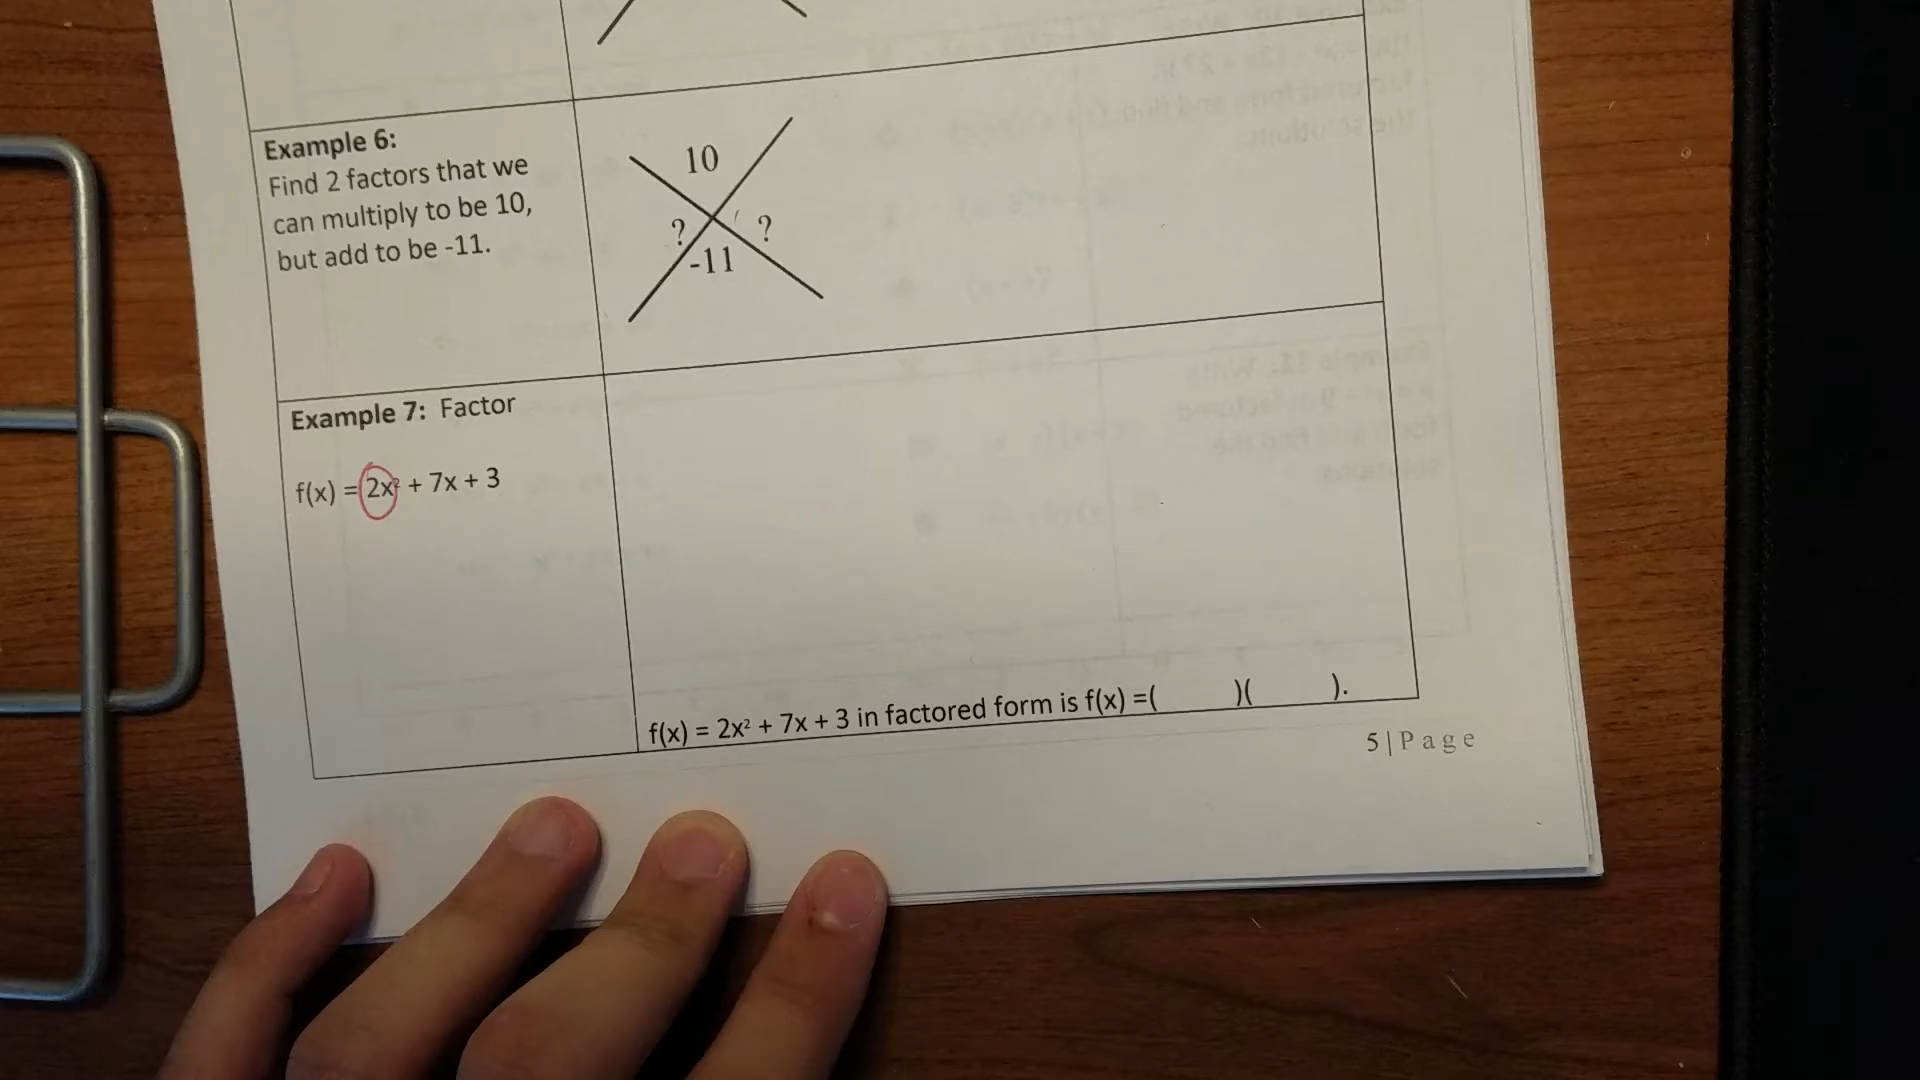 Example 6:
Find 2 factors that we
can multiply to be 10,
but add to be -11.
10
? ?
-11
Example 7: Factor
f(x) = 2x² + 7x + 3
f(x) = 2x² + 7x + 3 in factored form is f(x) =( )( ).
5|Page